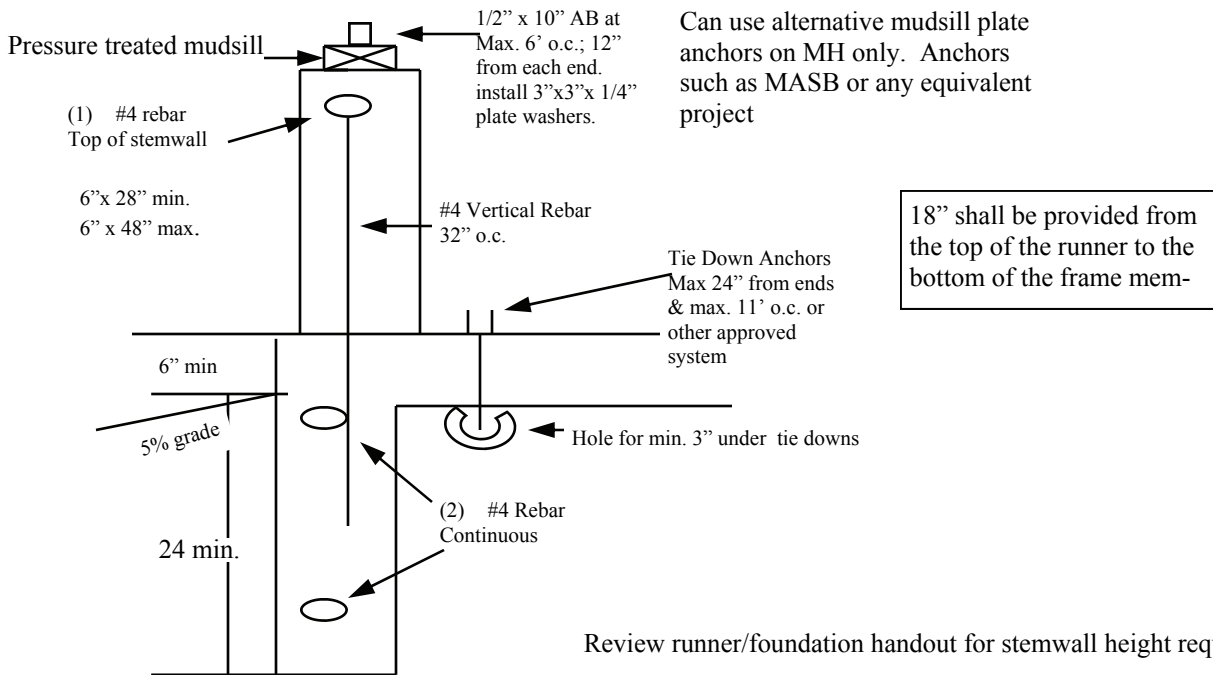 Pressure treated mudsill
1/2” x 10” AB at
Max. 6’ o.c.; 12”
from each end.
install 3”x3”x 1/4”
plate washers.
Can use alternative mudsill plate
anchors on MH only. Anchors
such as MASB or any equivalent
project
(1) #4 rebar
Top of stemwall
6”x 28” min.
6” x 48” max.
#4 Vertical Rebar
32” o.c.
18” shall be provided from
the top of the runner to the
bottom of the frame mem-
Tie Down Anchors
Max 24” from ends
& max. 11’ o.c. or
other approved
system
6” min
5% grade
Hole for min. 3” under tie downs
(2) #4 Rebar
Continuous
24 min.
Review runner/foundation handout for stemwall height req